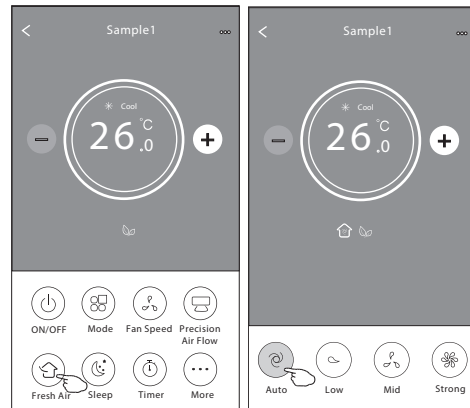 Sample1
Cool
26.0°C
ON/OFF
Mode
Fan Speed
Precision
Air Flow
Fresh Air
Sleep
Timer
More
Sample1
Cool
26.0°C
Auto
Low
Mid
Strong